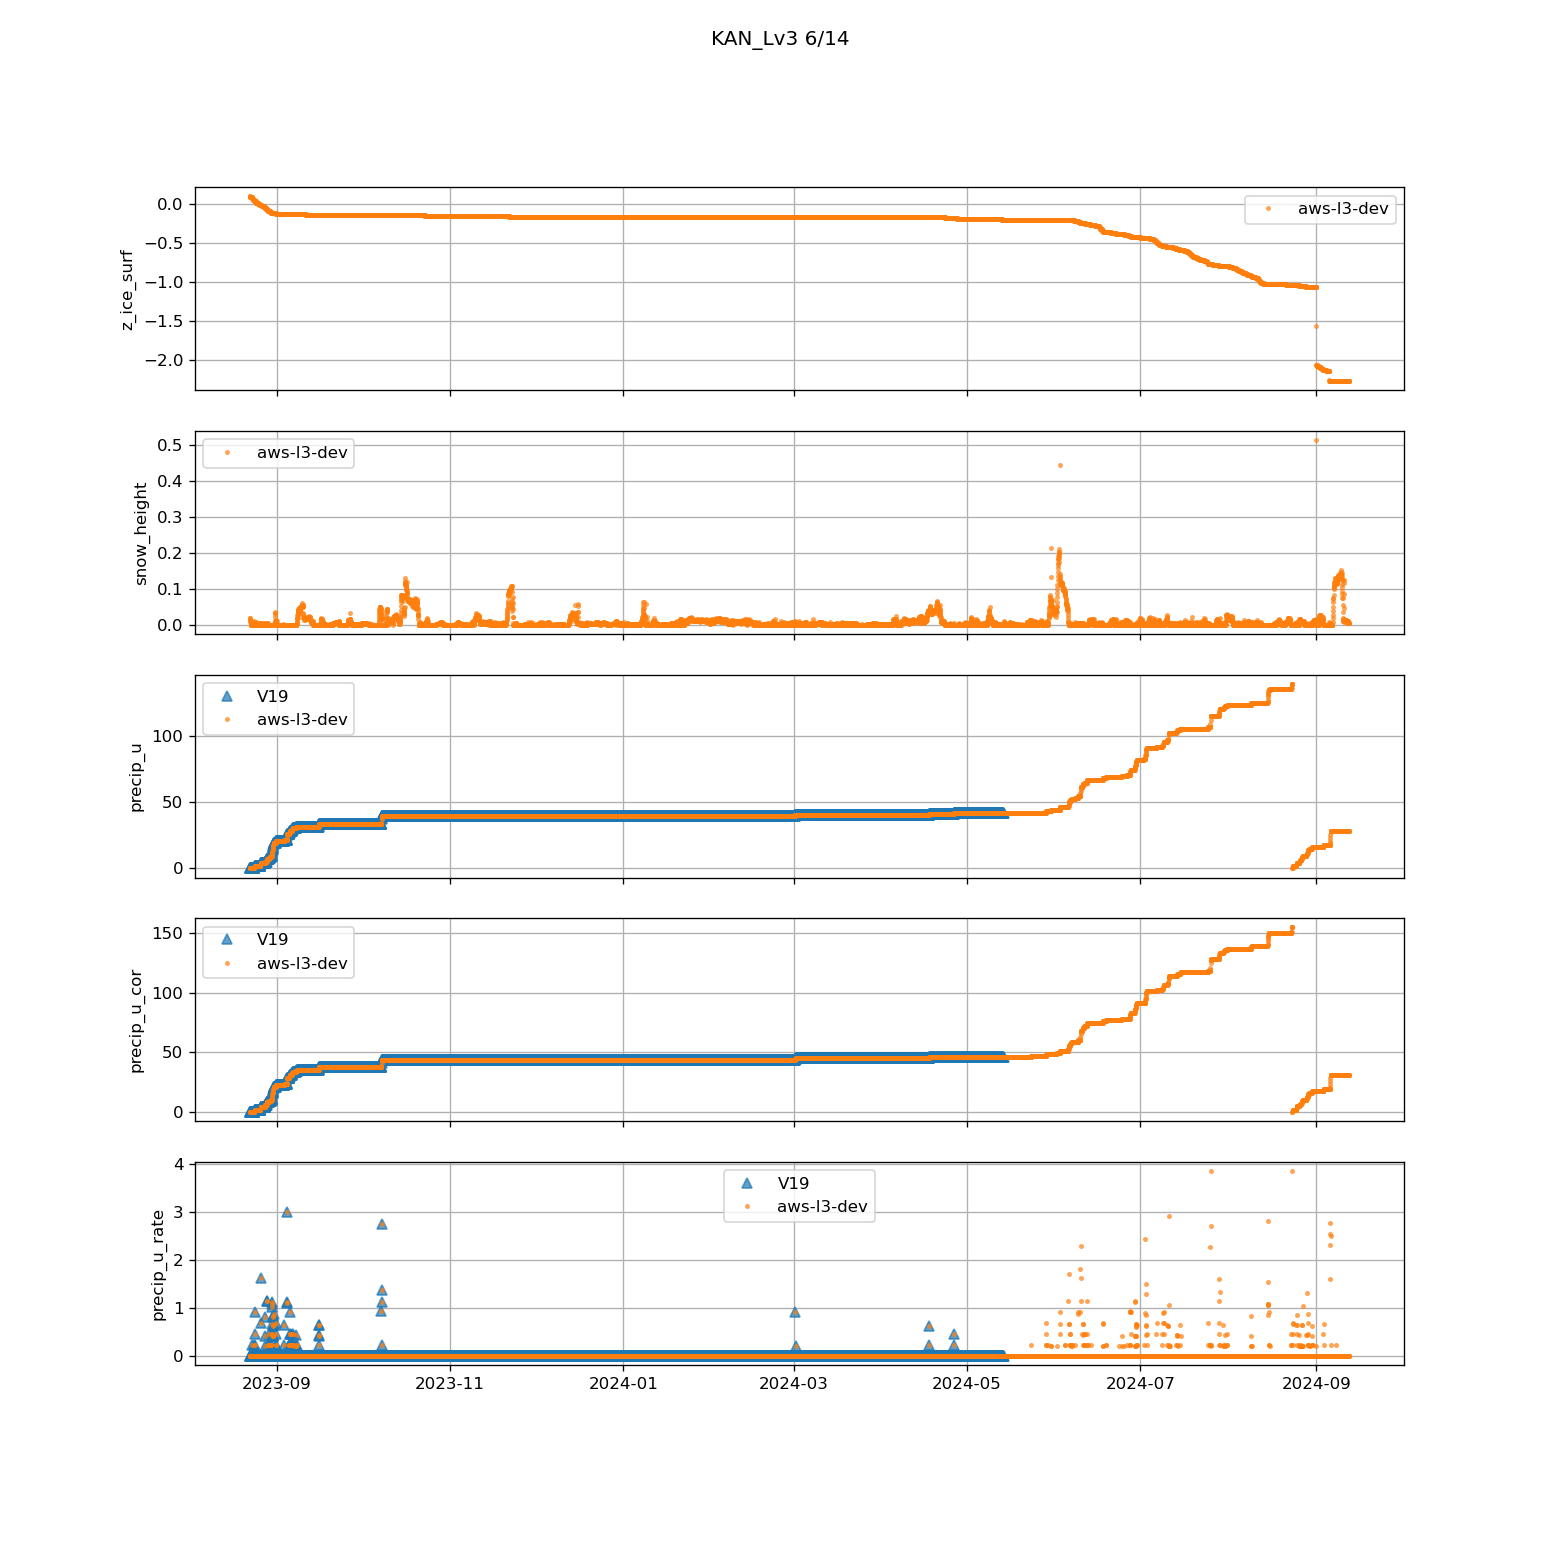 KAN_Lv3 6/14
0.0
−0.5
−1.0
−1.5
−2.0
z_ice_surf
aws-l3-dev
0.5
0.4
0.3
0.2
0.1
0.0
snow_height
aws-l3-dev
100
50
0
precip_u
V19
aws-l3-dev
150
100
50
0
precip_u_cor
V19
aws-l3-dev
4
3
2
1
0
precip_u_rate
V19
aws-l3-dev
2023-09 2023-11 2024-01 2024-03 2024-05 2024-07 2024-09